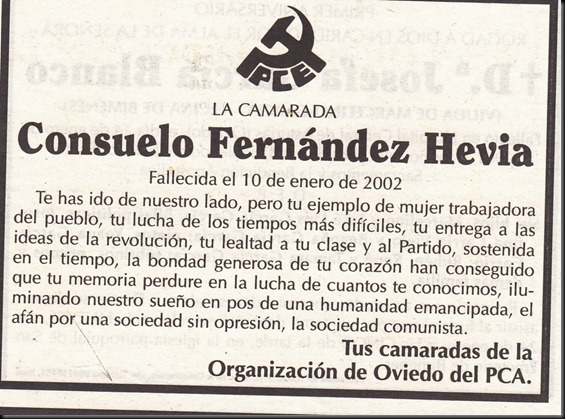 PCE
LA CAMARADA
Consuelo Fernández Hevia
Fallecida el 10 de enero de 2002
Te has ido de nuestro lado, pero tu ejemplo de mujer trabajadora
del pueblo, tu lucha de los tiempos más difíciles, tu entrega a las
ideas de la revolución, tu lealtad a tu clase y al Partido, sostenida
en el tiempo, la bondad generosa de tu corazón han conseguido
que tu memoria perdure en la lucha de cuantos te conocimos, ilu-
minando nuestro sueño en pos de una humanidad emancipada, el
afán por una sociedad sin opresión, la sociedad comunista.
Tus camaradas de la
Organización de Oviedo del PCA.